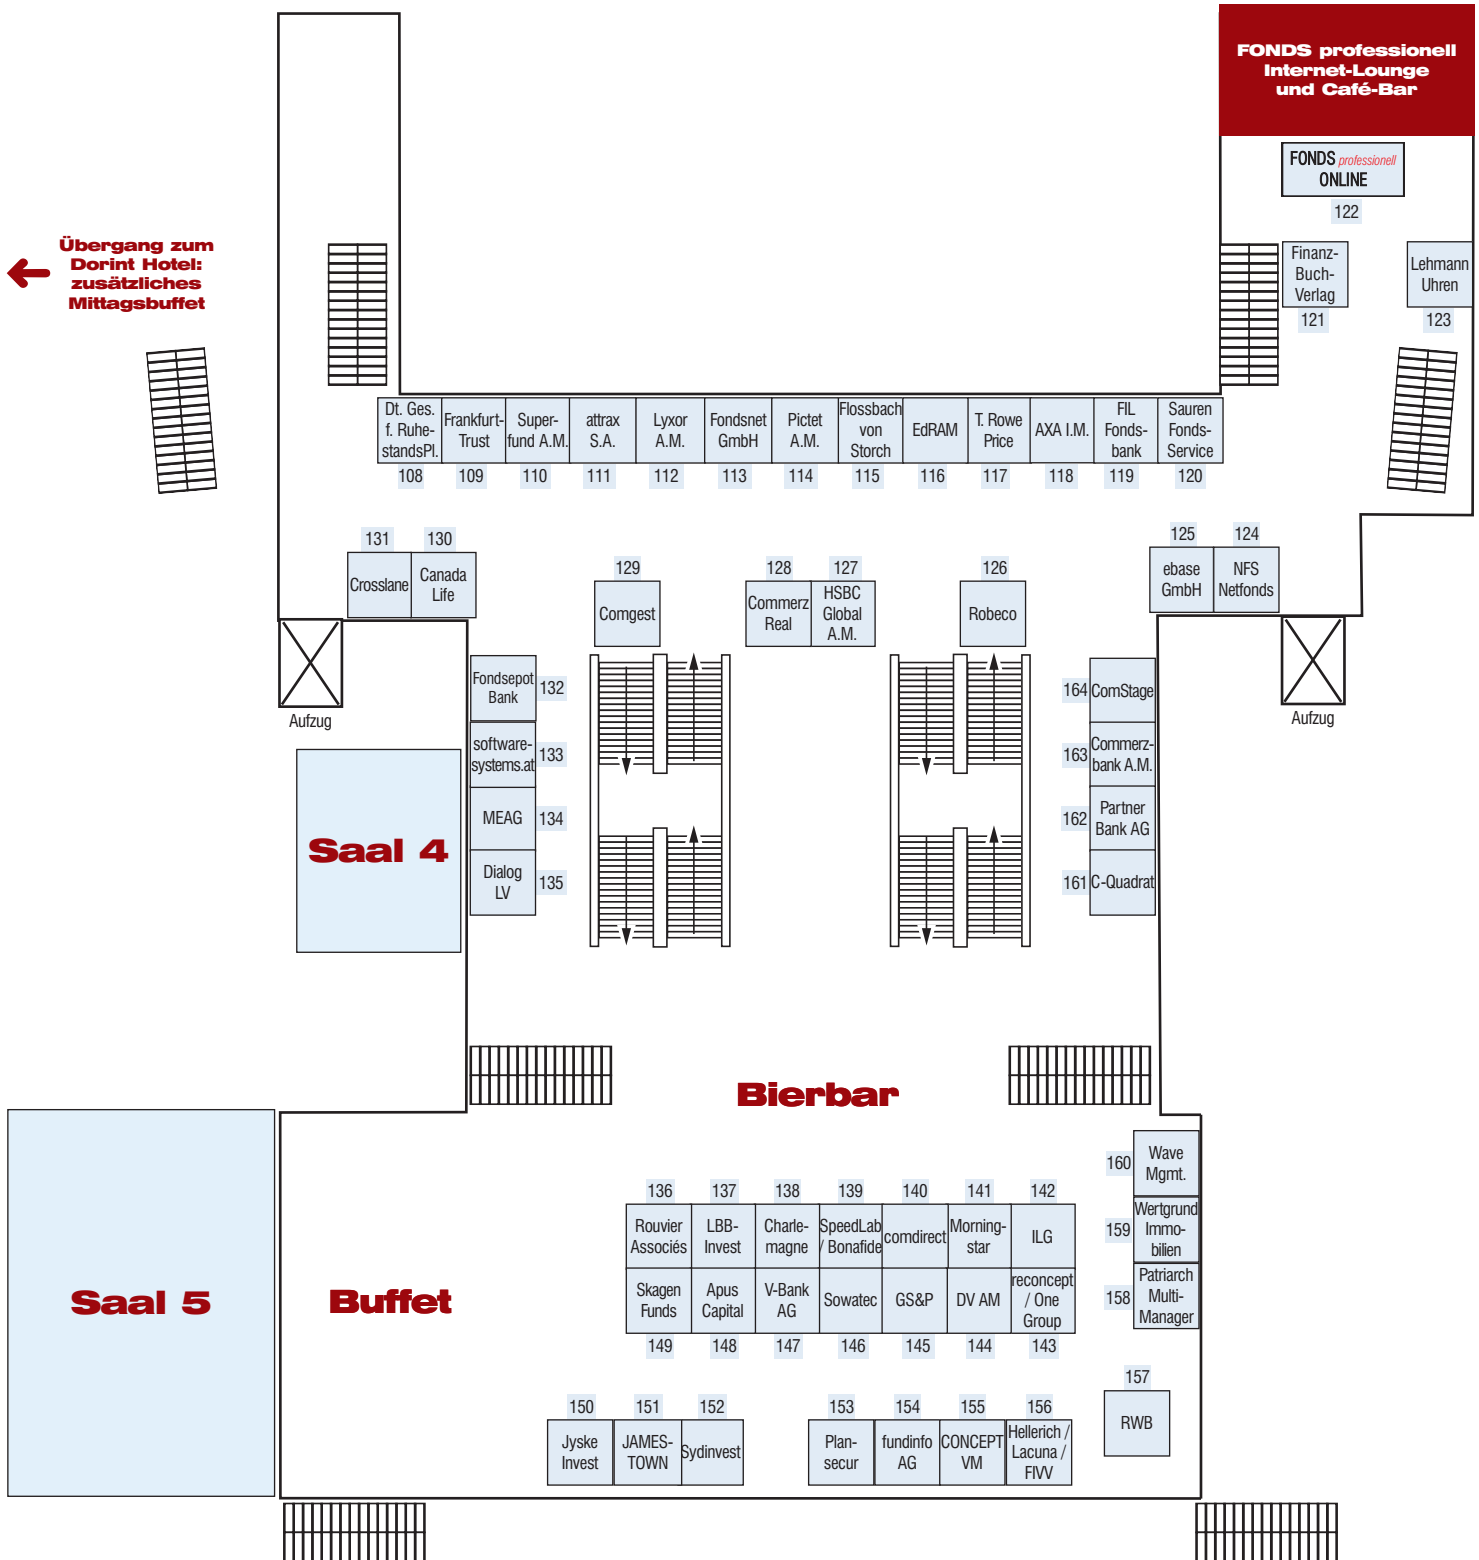 FONDS professionell
Internet-Lounge
und Café-Bar
FONDS professionell
ONLINE
122
Übergang zum
Dorint Hotel:
zusätzliches
Mittagsbuffet
Finanz-
Buch-
Verlag
121
Lehmann
Uhren
123
Dt. Ges.
f. Ruhe-
standsPl.
108
Frankfurt-
Trust
109
Super-
fund A.M.
110
attrax
S.A.
111
Lyxor
A.M.
112
Fondsnet
GmbH
113
Pictet
A.M.
114
Flossbach
von
Storch
115
EdRAM
116
T. Rowe
Price
117
AXA I.M.
118
FIL
Fonds-
bank
119
Sauren
Fonds-
Service
120
131
Crosslane
130
Canada
Life
129
Comgest
128
Commerz
Real
127
HSBC
Global
A.M.
126
Robeco
125
ebase
GmbH
124
NFS
Netfonds
Aufzug
Aufzug
Fondsepot
Bank
132
software-
systems.at
133
MEAG
134
Dialog
LV
135
164
ComStage
163
Commerz-
bank A.M.
162
Partner
Bank AG
161
C-Quadrat
Saal 4
Bierbar
Saal 5
Buffet
136
Rouvier
Associés
137
LBB-
Invest
138
Charle-
magne
139
SpeedLab
/ Bonafide
140
comdirect
141
Morning-
star
142
ILG
Skagen
Funds
149
Apus
Capital
148
V-Bank
AG
147
Sowatec
146
GS&P
145
DV AM
144
reconcept
/ One
Group
143
160
Wave
Mgmt.
159
Wertgrund
Immo-
bilien
158
Patriarch
Multi-
Manager
157
RWB
150
Jyske
Invest
151
JAMES-
TOWN
152
Sydinvest
153
Plan-
secur
154
fundinfo
AG
155
CONCEPT
VM
156
Hellerich /
Lacuna /
FIVV